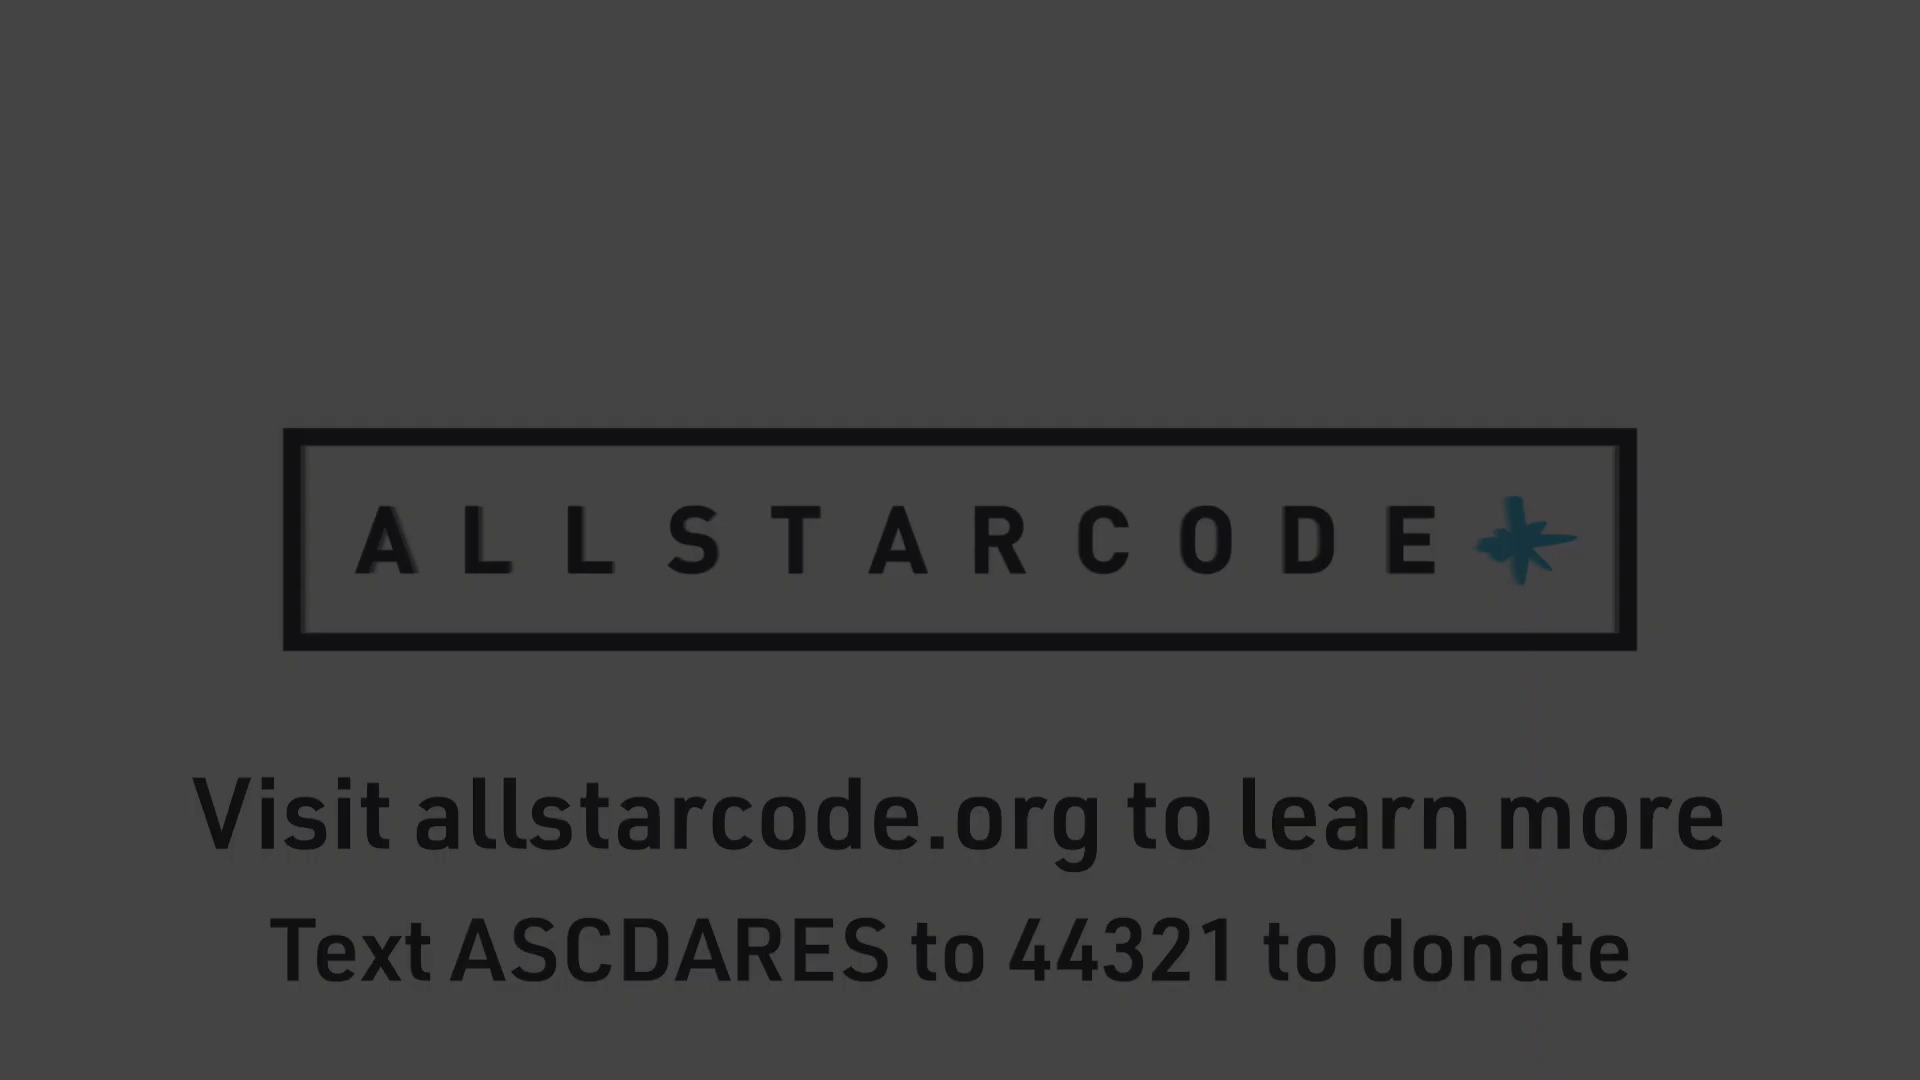 ALLSTARCODE
Visit allstarcode.org to learn more
Text ASCDARES to 44321 to donate